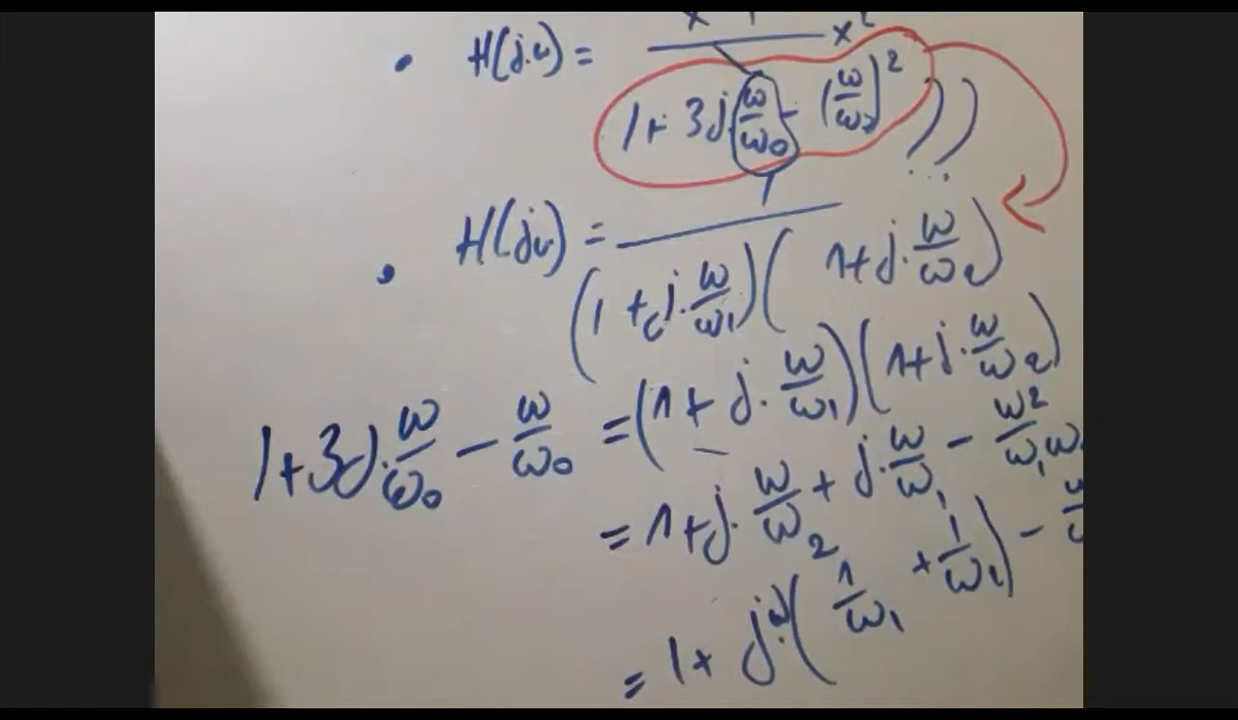 • H(j.ω) = 
1 + 3j ω/ω0 - (ω/ω0)² ) )
• H(jω) = 1 / (1 + j.ω/ω1)( 1+j.ω/ω2)
1+3j.ω/ω0 - ω/ω0 = (1+ j.ω/ω1)(1+j.ω/ω2)
= 1+j.ω/ω2 + j.ω/ω1 - ω²/ω1ω
= 1+ jω(1/ω1 + 1/ω2) -